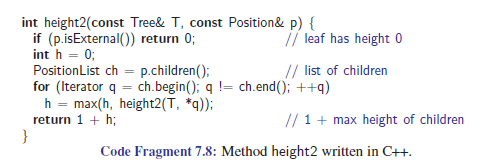 int height2(const Tree& T, const Position& p) {
if (p.isExternal()) return 0; // leaf has height 0
int h = 0;
PositionList ch = p.children(); // list of children
for (Iterator q = ch.begin(); q != ch.end(); ++q)
h = max(h, height2(T, *q));
return 1 + h; // 1 + max height of children
}
Code Fragment 7.8: Method height2 written in C++.